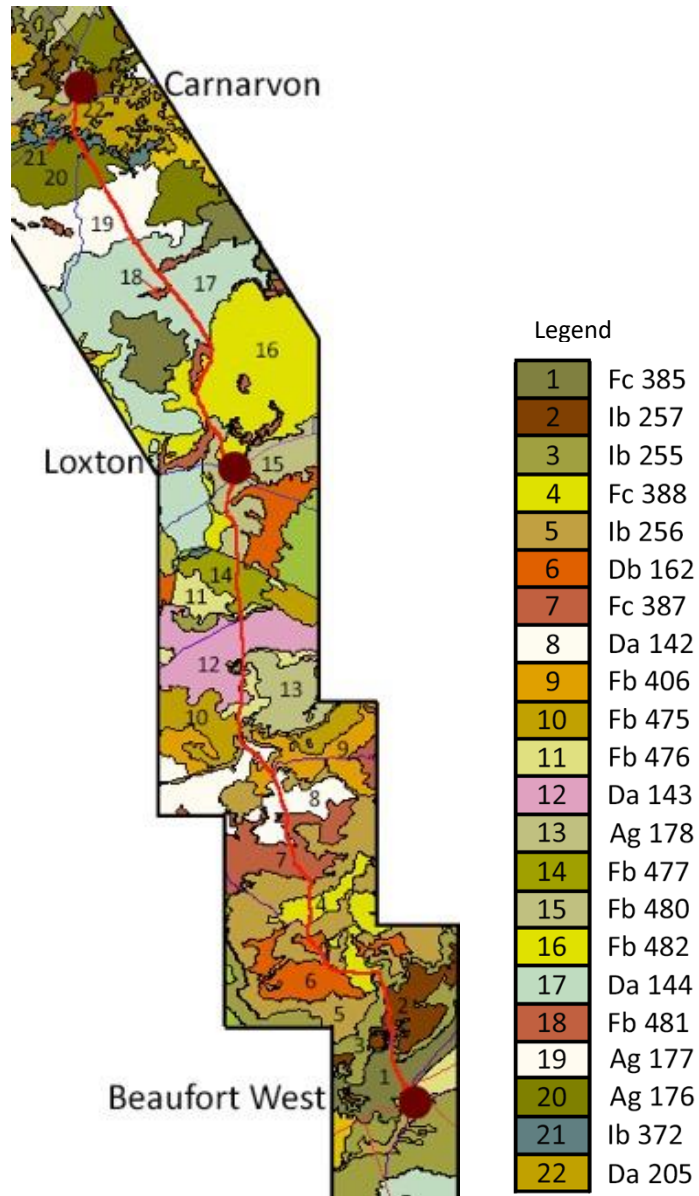 Carnarvon
22
21
20
19
18
17
16
Loxton
15
14
11
12
13
10
9
8
7
4
6
2
5
3
1
Beaufort West
Legend
1 Fc 385
2 Ib 257
3 Ib 255
4 Fc 388
5 Ib 256
6 Db 162
7 Fc 387
8 Da 142
9 Fb 406
10 Fb 475
11 Fb 476
12 Da 143
13 Ag 178
14 Fb 477
15 Fb 480
16 Fb 482
17 Da 144
18 Fb 481
19 Ag 177
20 Ag 176
21 Ib 372
22 Da 205